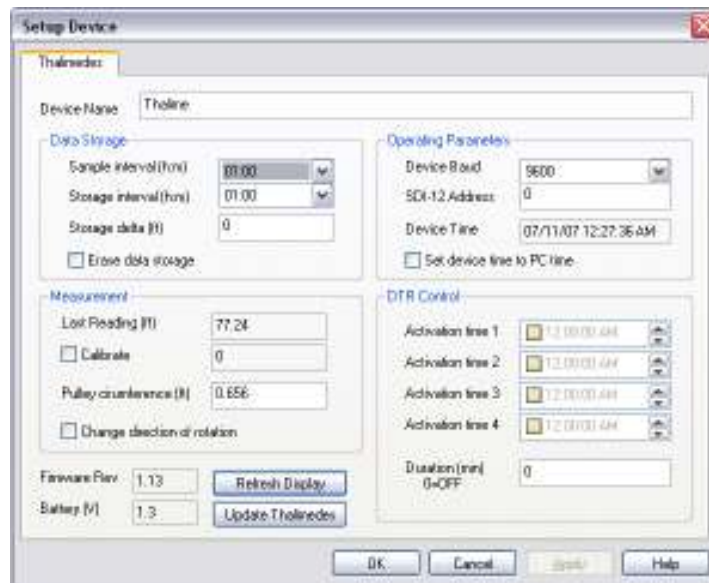 Setup Device
Thalimedes
Device Name Thaline
Data Storage
Sample interval (h:m) 01:00
Storage interval (h:m) 01:00
Storage delta (ft) 0
Erase data storage
Operating Parameters
Device Baud 9600
SDI-12 Address 0
Device Time 07/11/07 12:27:36 AM
Set device time to PC time
Measurement
Last Reading (ft) 77.24
Calibrate 0
Pulley circumference (ft) 0.656
Change direction of rotation
DTR Control
Activation time 1 12:00:00 AM
Activation time 2 12:00:00 AM
Activation time 3 12:00:00 AM
Activation time 4 12:00:00 AM
Duration (min) 0
0=OFF
Firmware Rev 1.13 Refresh Display
Battery [V] 1.3 Update Thalimedes
OK Cancel Apply Help